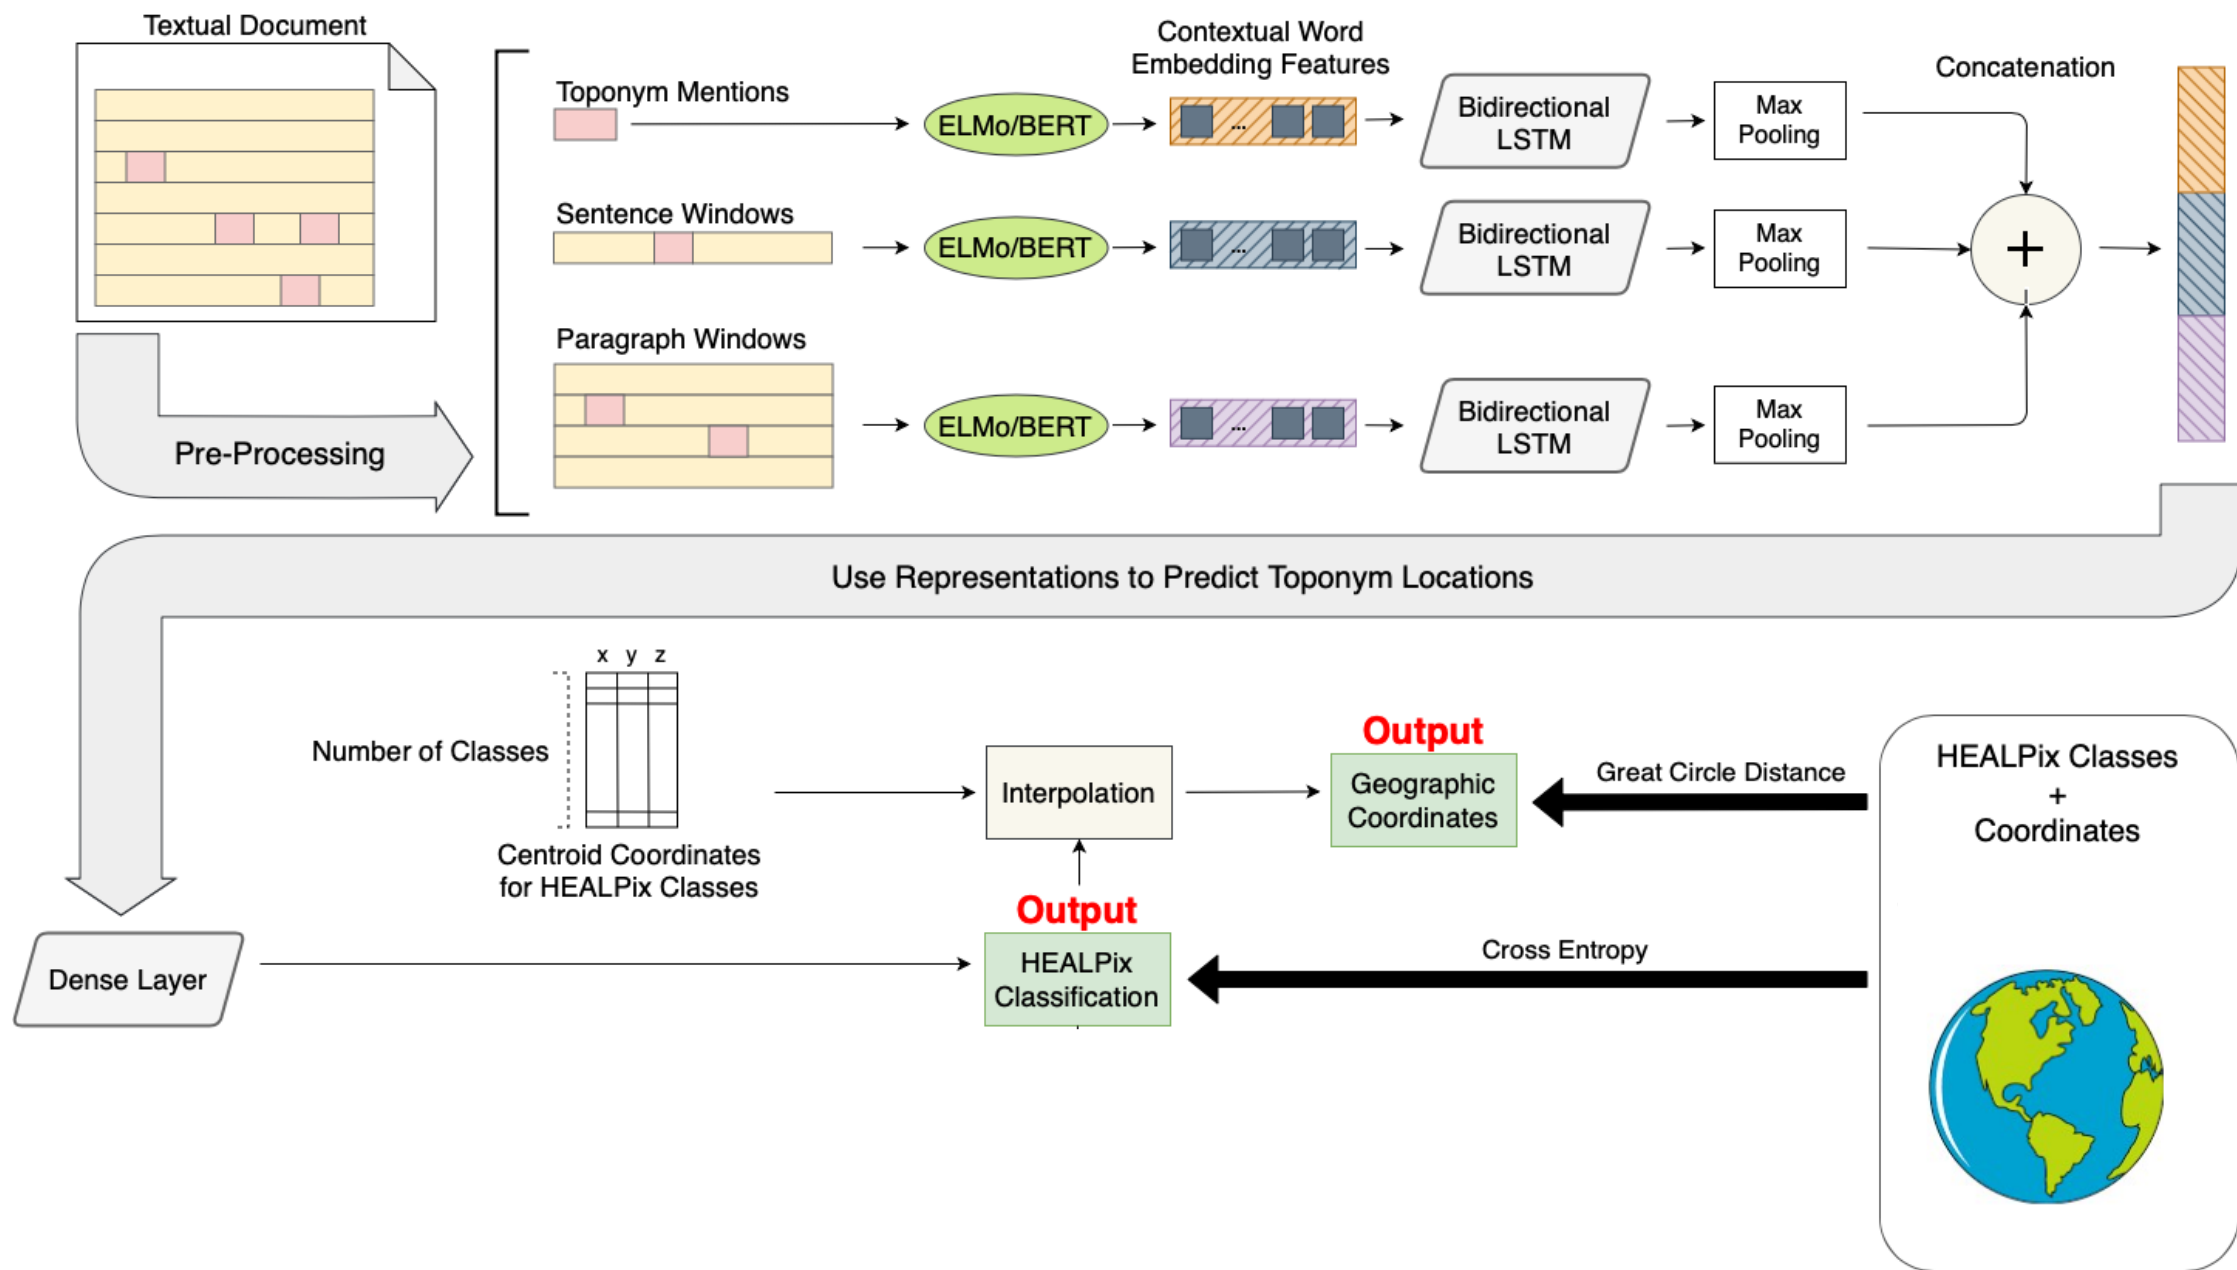 Textual Document
Contextual Word
Embedding Features
Concatenation
Toponym Mentions
ELMo/BERT
...
Bidirectional
LSTM
Max
Pooling
Sentence Windows
ELMo/BERT
...
Bidirectional
LSTM
Max
Pooling
+
Paragraph Windows
ELMo/BERT
...
Bidirectional
LSTM
Max
Pooling
Pre-Processing
Use Representations to Predict Toponym Locations
x y z
Number of Classes
Centroid Coordinates
for HEALPix Classes
Interpolation
Output
Geographic
Coordinates
Great Circle Distance
HEALPix Classes
+
Coordinates
Dense Layer
Output
HEALPix
Classification
Cross Entropy